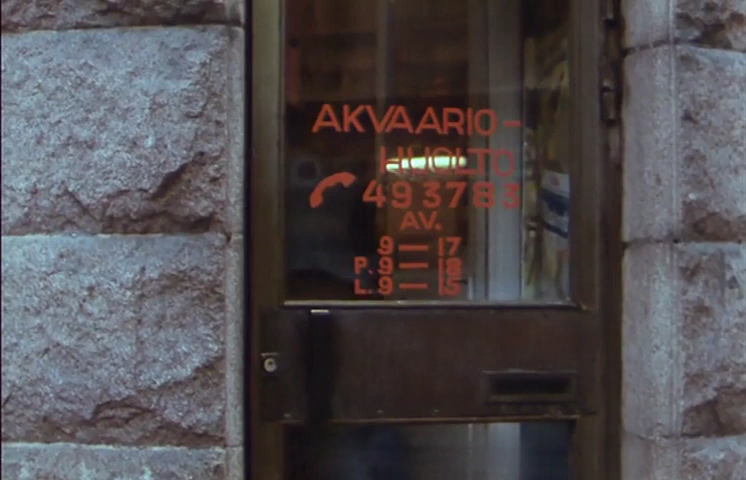 AKVAARIO-
HUOLTO
493783
AV.
9—17
P. 9—18
L. 9—15